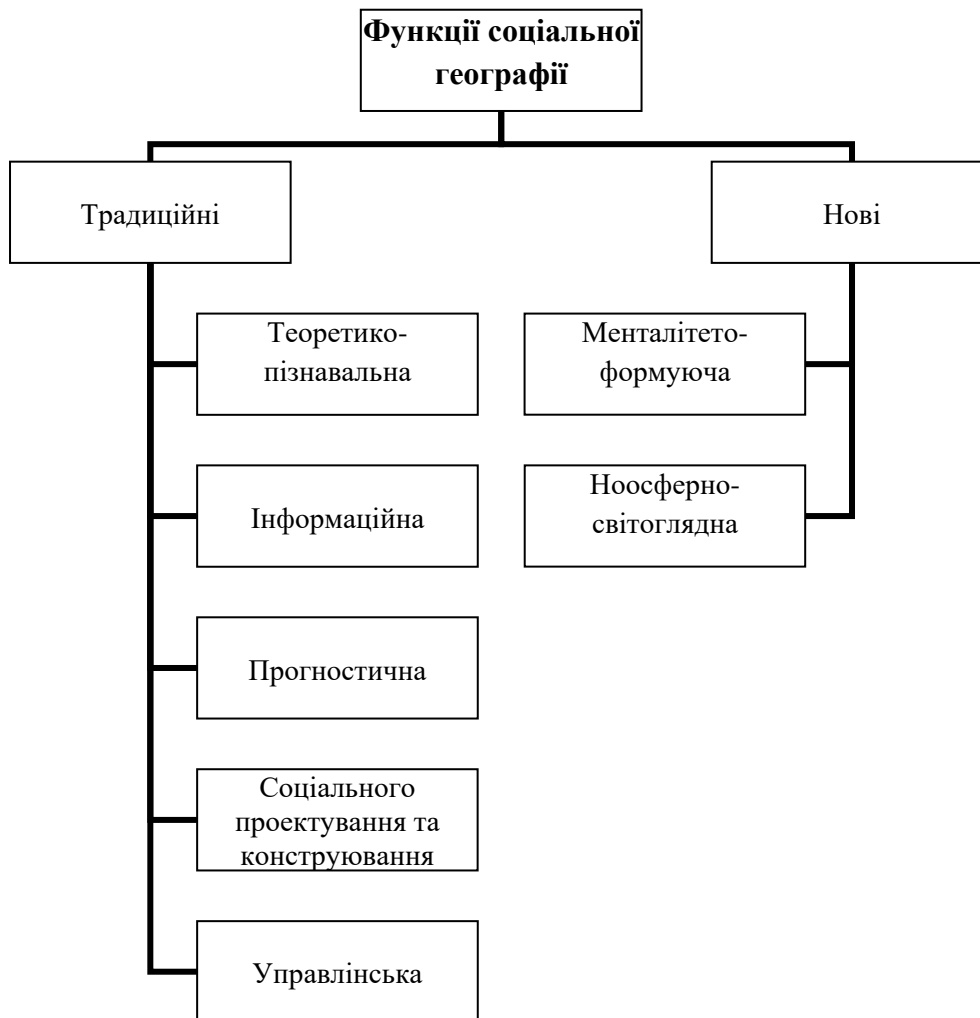 Функції соціальної
географії
Традиційні
Нові
Теоретико-
пізнавальна
Менталітето-
формуюча
Інформаційна
Ноосферно-
світоглядна
Прогностична
Соціального
проектування та
конструювання
Управлінська